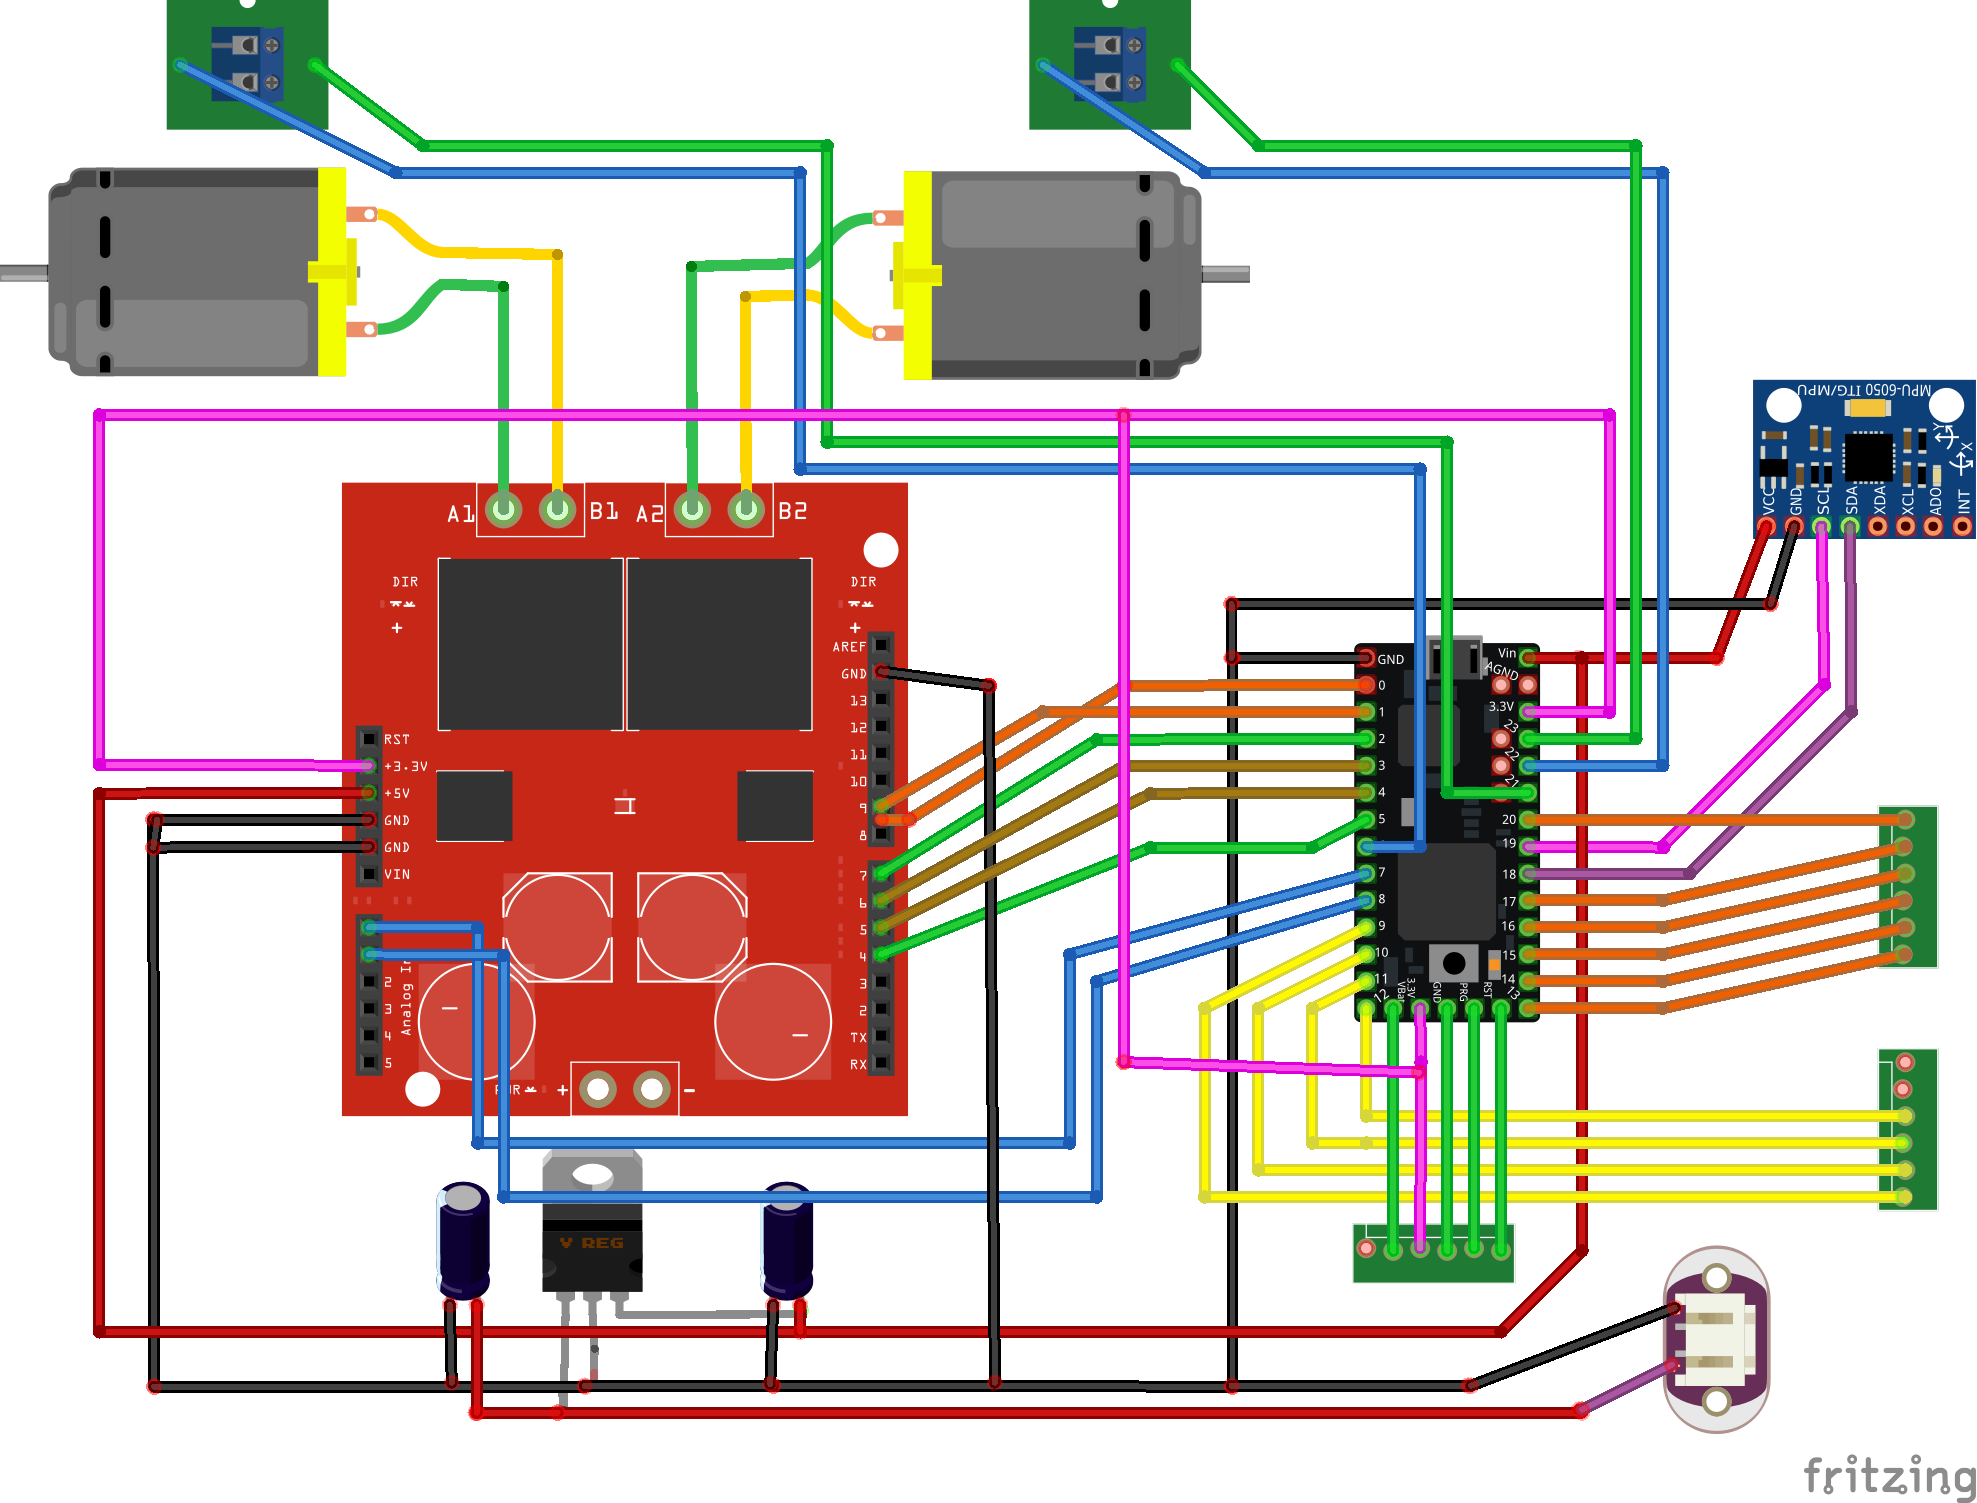 MPU-6050 ITG/MPU
Y
X
VCC
GND
SCL
SDA
XDA
XCL
ADO
INT
A1
B1
A2
B2
DIR
+
DIR
+
AREF
GND
13
12
11
10
9
8
7
6
5
4
3
2
TX
RX
RST
+3.3V
+5V
GND
GND
VIN
2
3
4
5
PWR
+
-
GND
0
1
2
3
4
5
7
8
9
10
11
12
VBat
3.3V
GND
PRG
RST
13
14
15
16
17
18
19
20
21
22
23
3.3V
AGND
Vin
V REG
fritzing